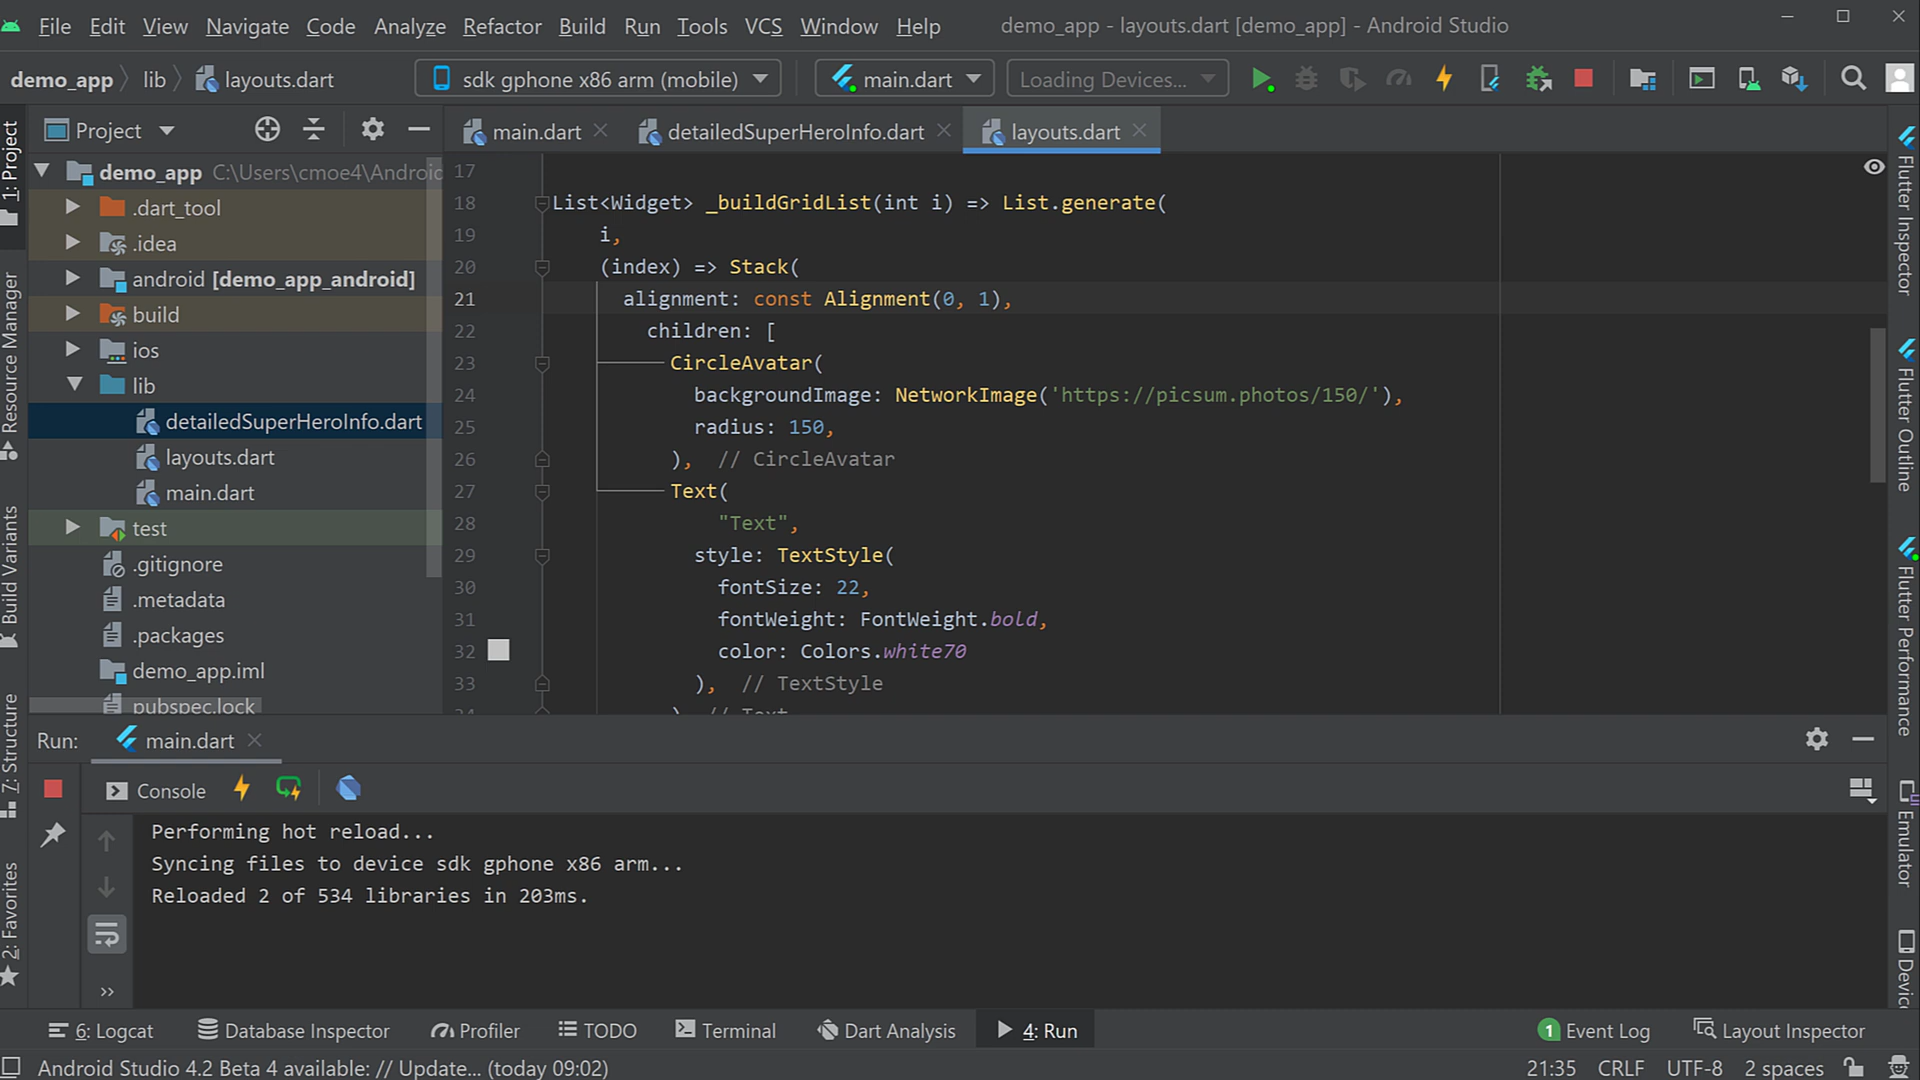 File Edit View Navigate Code Analyze Refactor Build Run Tools VCS Window Help demo_app - layouts.dart [demo_app] - Android Studio
demo_app lib layouts.dart sdk gphone x86 arm (mobile) main.dart Loading Devices...
Project
main.dart detailedSuperHeroInfo.dart layouts.dart
1: Project
Resource Manager
Build Variants
7: Structure
2: Favorites
demo_app C:\Users\cmoe4\Android
.dart_tool
.idea
android [demo_app_android]
build
ios
lib
detailedSuperHeroInfo.dart
layouts.dart
main.dart
test
.gitignore
.metadata
.packages
demo_app.iml
pubspec.lock
17
18 List<Widget> _buildGridList(int i) => List.generate(
19 i,
20 (index) => Stack(
21 alignment: const Alignment(0, 1),
22 children: [
23 CircleAvatar(
24 backgroundImage: NetworkImage('https://picsum.photos/150/'),
25 radius: 150,
26 ), // CircleAvatar
27 Text(
28 "Text",
29 style: TextStyle(
30 fontSize: 22,
31 fontWeight: FontWeight.bold,
32 color: Colors.white70
33 ), // TextStyle
34 ) // Text
Flutter Inspector
Flutter Outline
Flutter Performance
Emulator
Run: main.dart
Console
Performing hot reload...
Syncing files to device sdk gphone x86 arm...
Reloaded 2 of 534 libraries in 203ms.
6: Logcat Database Inspector Profiler TODO Terminal Dart Analysis 4: Run 1 Event Log Layout Inspector
Android Studio 4.2 Beta 4 available: // Update... (today 09:02) 21:35 CRLF UTF-8 2 spaces